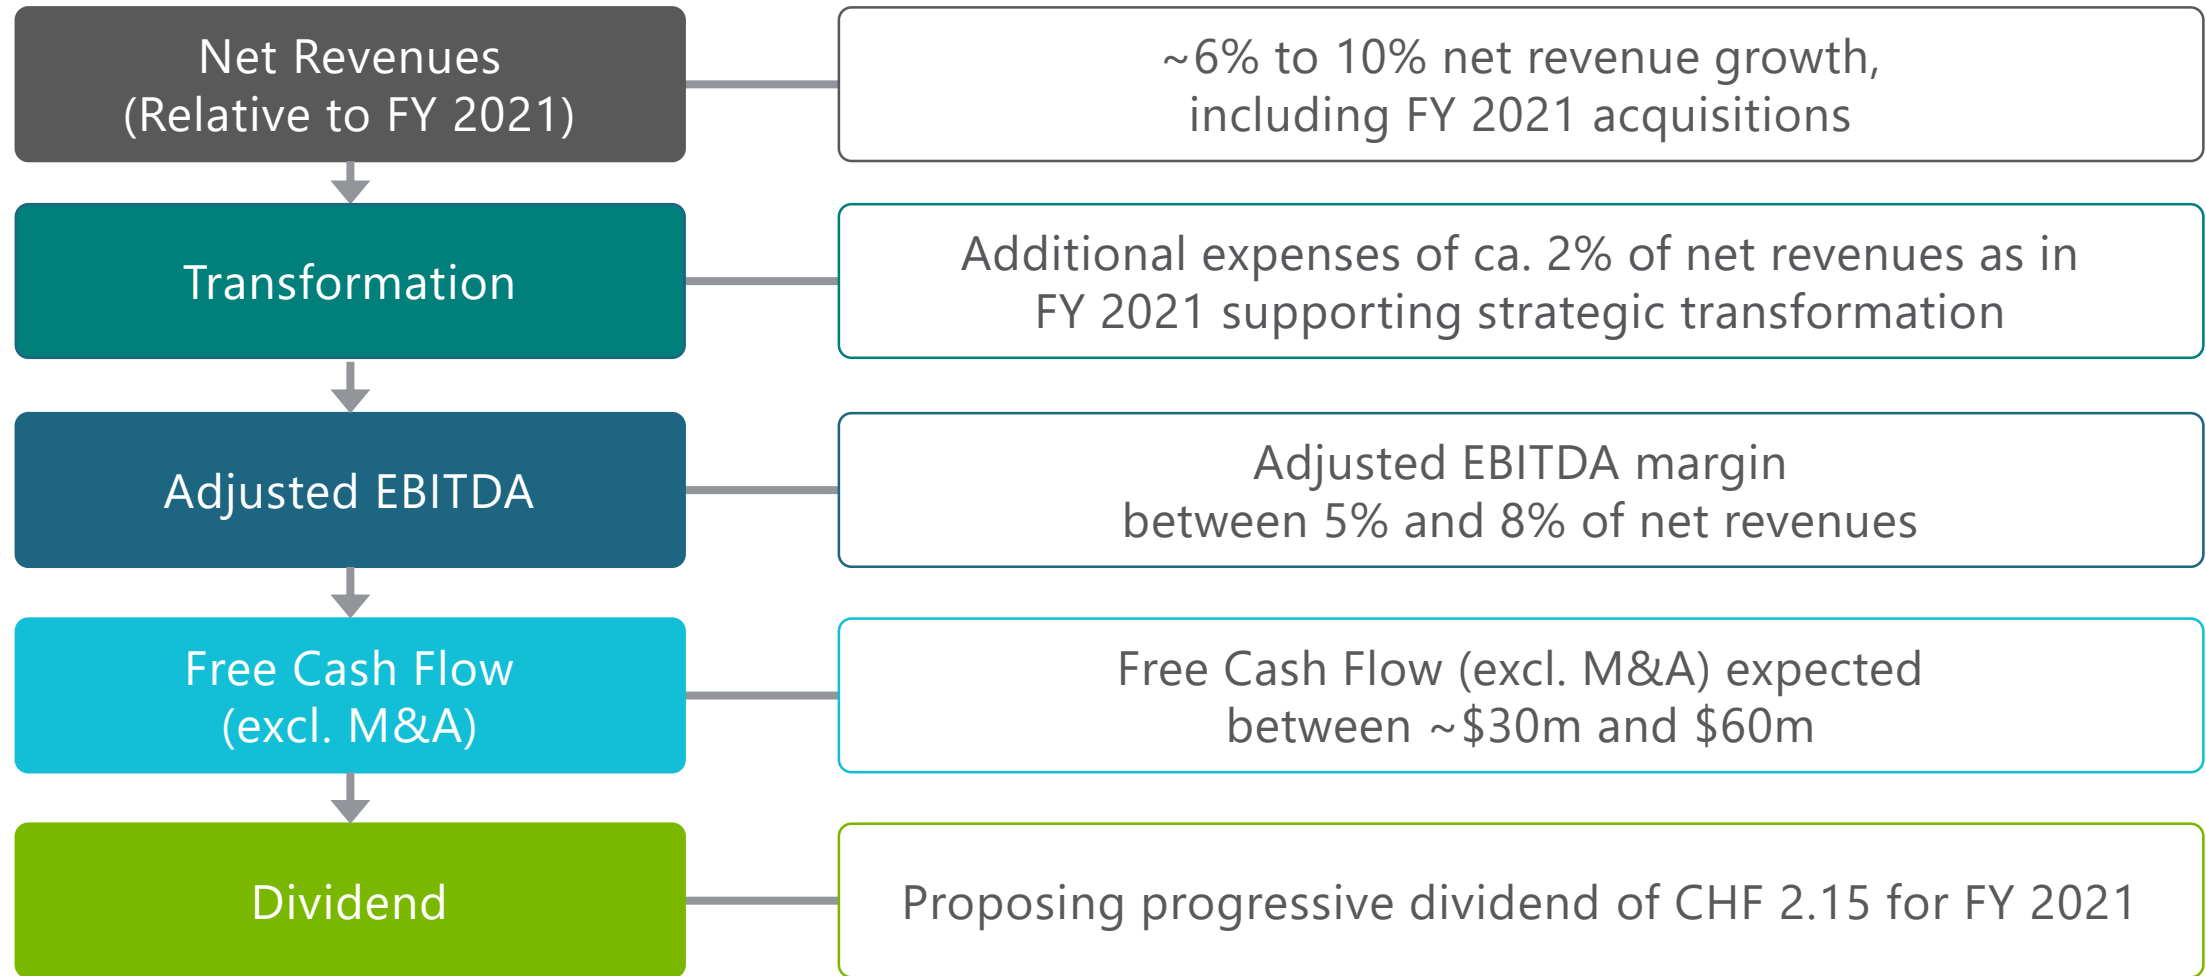 Net Revenues
(Relative to FY 2021)
~6% to 10% net revenue growth,
including FY 2021 acquisitions
Transformation
Additional expenses of ca. 2% of net revenues as in
FY 2021 supporting strategic transformation
Adjusted EBITDA
Adjusted EBITDA margin
between 5% and 8% of net revenues
Free Cash Flow
(excl. M&A)
Free Cash Flow (excl. M&A) expected
between ~$30m and $60m
Dividend
Proposing progressive dividend of CHF 2.15 for FY 2021